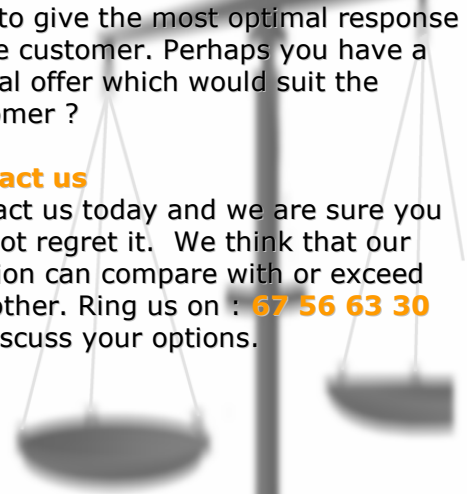 to give the most optimal response
e customer. Perhaps you have a
al offer which would suit the
omer ?
act us
act us today and we are sure you
ot regret it.  We think that our
ion can compare with or exceed
other. Ring us on : 67 56 63 30
scuss your options.